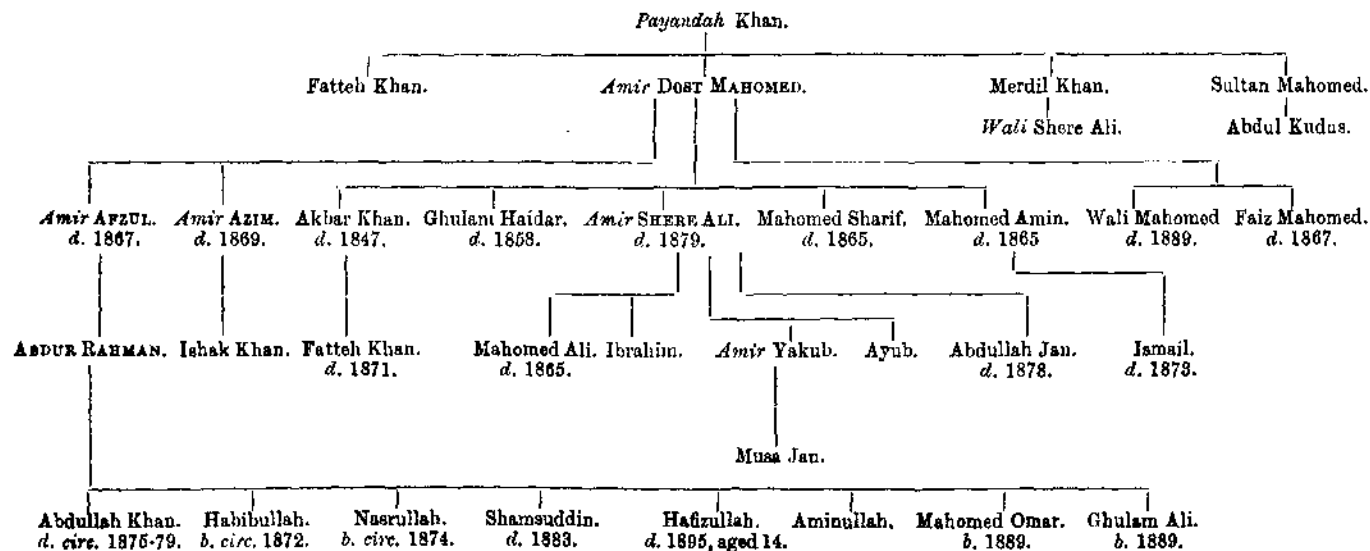 Payandah Khan.
Fatteh Khan. Amir DOST MAHOMED. Merdil Khan. Sultan Mahomed.
Wali Shere Ali. Abdul Kudus.
Amir AFZUL. Amir AZIM. Akbar Khan. Ghulam Haidar. Amir SHERE ALI. Mahomed Sharif. Mahomed Amin. Wali Mahomed Faiz Mahomed.
d. 1867. d. 1869. d. 1847. d. 1858. d. 1879. d. 1865. d. 1865 d. 1889. d. 1867.
ABDUR RAHMAN. Ishak Khan. Fatteh Khan. Mahomed Ali. Ibrahim. Amir Yakub. Ayub. Abdullah Jan. Ismail.
d. 1871. d. 1865. d. 1878. d. 1873.
Musa Jan.
Abdullah Khan. Habibullah. Nasrullah. Shamsuddin. Hafizullah. Aminullah. Mahomed Omar. Ghulam Ali.
d. circ. 1875-79. b. circ. 1872. b. circ. 1874. d. 1883. d. 1895, aged 14. b. 1889. b. 1889.